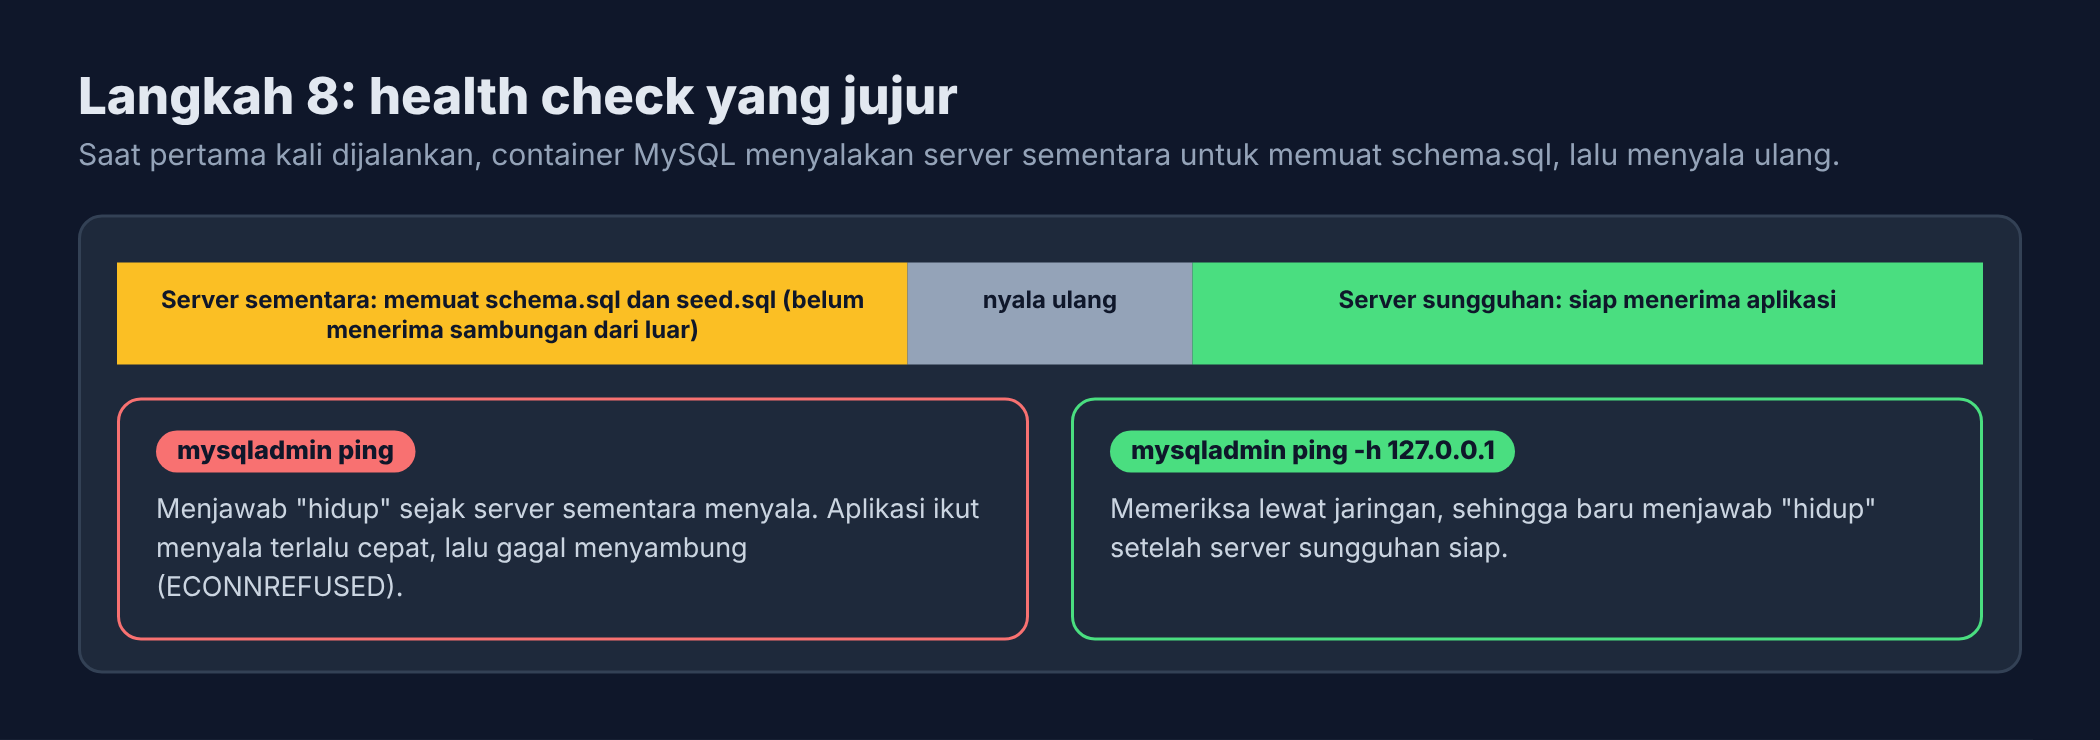 Langkah 8: health check yang jujur
Saat pertama kali dijalankan, container MySQL menyalakan server sementara untuk memuat schema.sql, lalu menyala ulang.
Server sementara: memuat schema.sql dan seed.sql (belum
menerima sambungan dari luar)
nyala ulang
Server sungguhan: siap menerima aplikasi
mysqladmin ping
Menjawab "hidup" sejak server sementara menyala. Aplikasi ikut
menyala terlalu cepat, lalu gagal menyambung
(ECONNREFUSED).
mysqladmin ping -h 127.0.0.1
Memeriksa lewat jaringan, sehingga baru menjawab "hidup"
setelah server sungguhan siap.